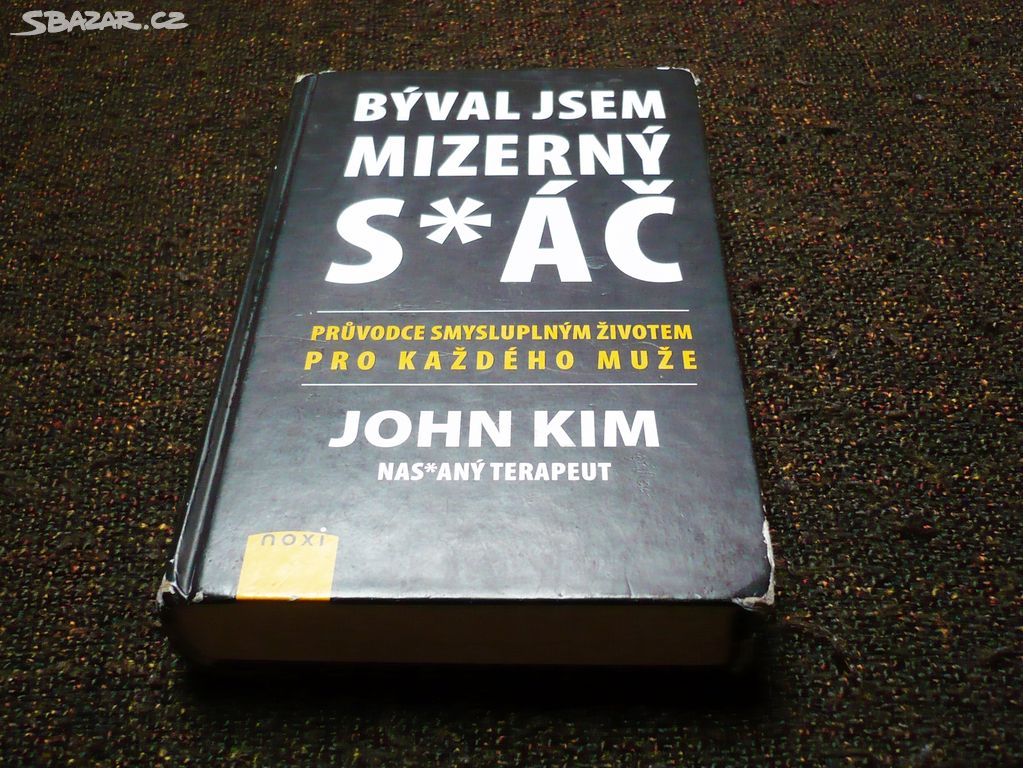 SBAZAR.CZ
BÝVAL JSEM
MIZERNÝ
S*ÁČ
PRŮVODCE SMYSLUPLNÝM ŽIVOTEM
PRO KAŽDÉHO MUŽE
JOHN KIM
NAS*ANÝ TERAPEUT
noxi